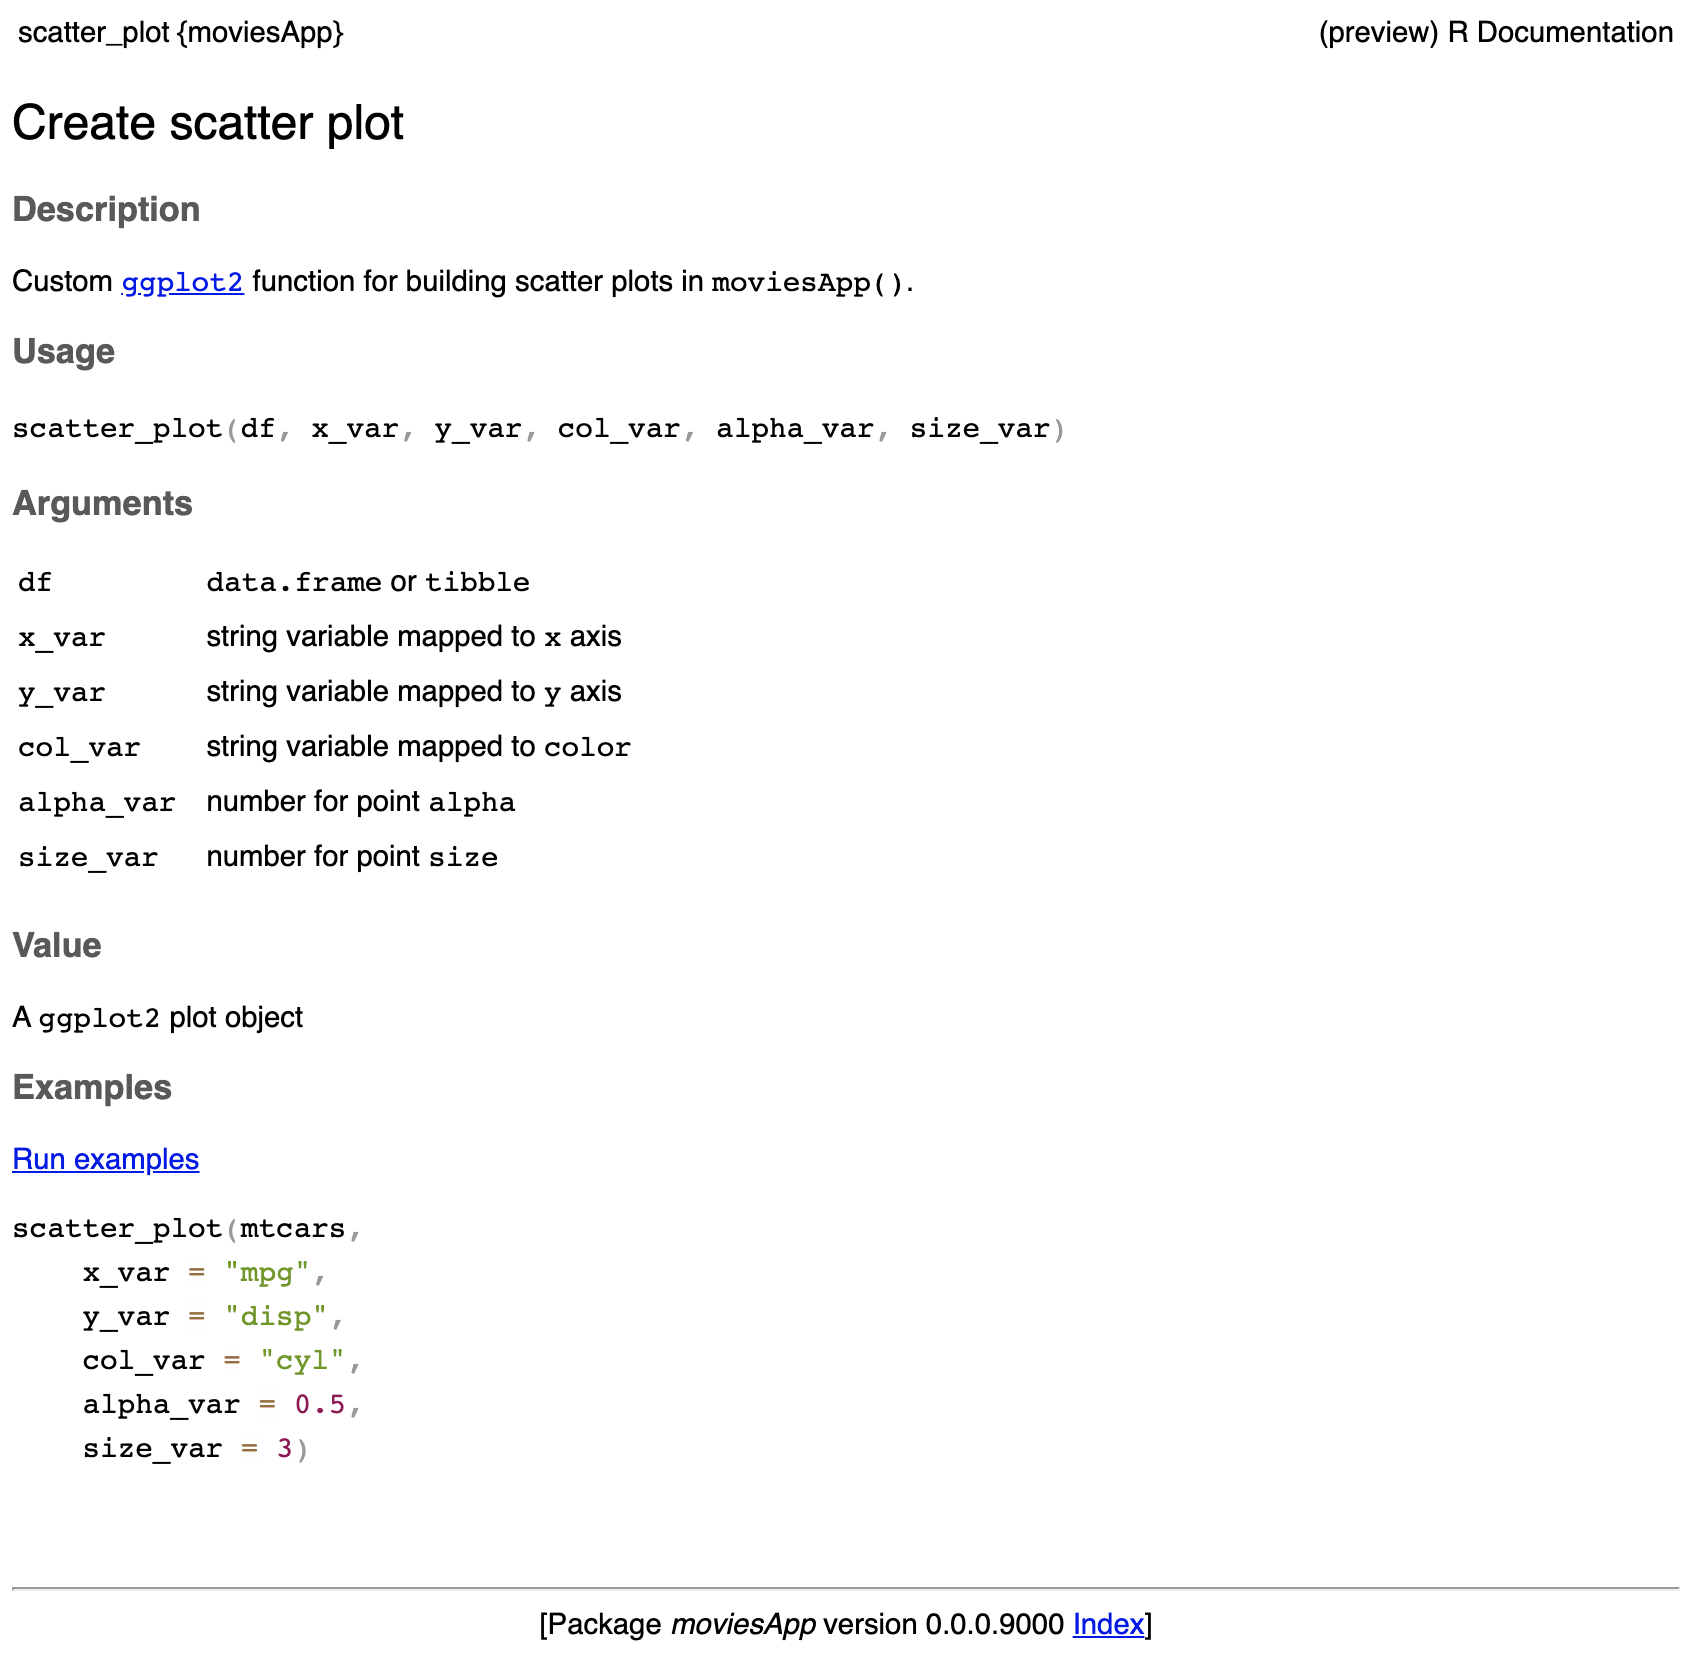 scatter_plot {moviesApp} (preview) R Documentation
Create scatter plot
Description
Custom ggplot2 function for building scatter plots in moviesApp().
Usage
scatter_plot(df, x_var, y_var, col_var, alpha_var, size_var)
Arguments
df data.frame or tibble
x_var string variable mapped to x axis
y_var string variable mapped to y axis
col_var string variable mapped to color
alpha_var number for point alpha
size_var number for point size
Value
A ggplot2 plot object
Examples
Run examples
scatter_plot(mtcars,
    x_var = "mpg",
    y_var = "disp",
    col_var = "cyl",
    alpha_var = 0.5,
    size_var = 3)
[Package moviesApp version 0.0.0.9000 Index]